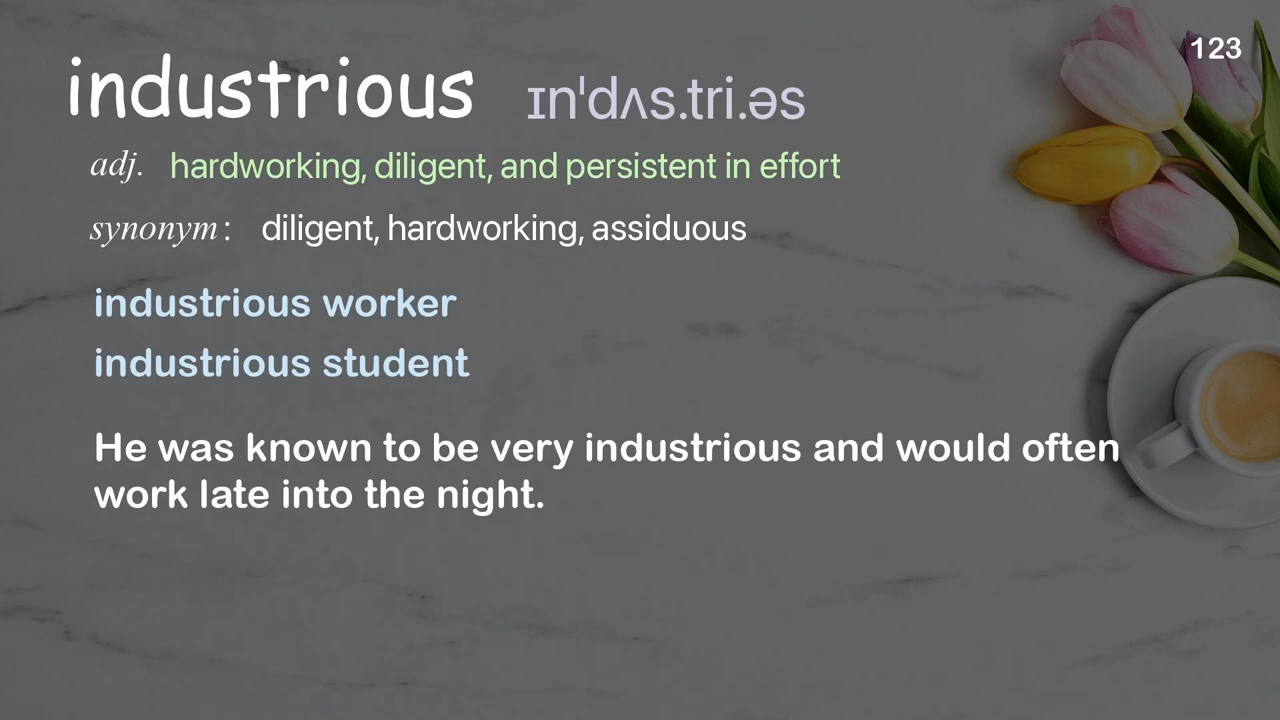 123
industrious ɪnˈdʌs.tri.əs
adj. hardworking, diligent, and persistent in effort
synonym: diligent, hardworking, assiduous
industrious worker
industrious student
He was known to be very industrious and would often
work late into the night.